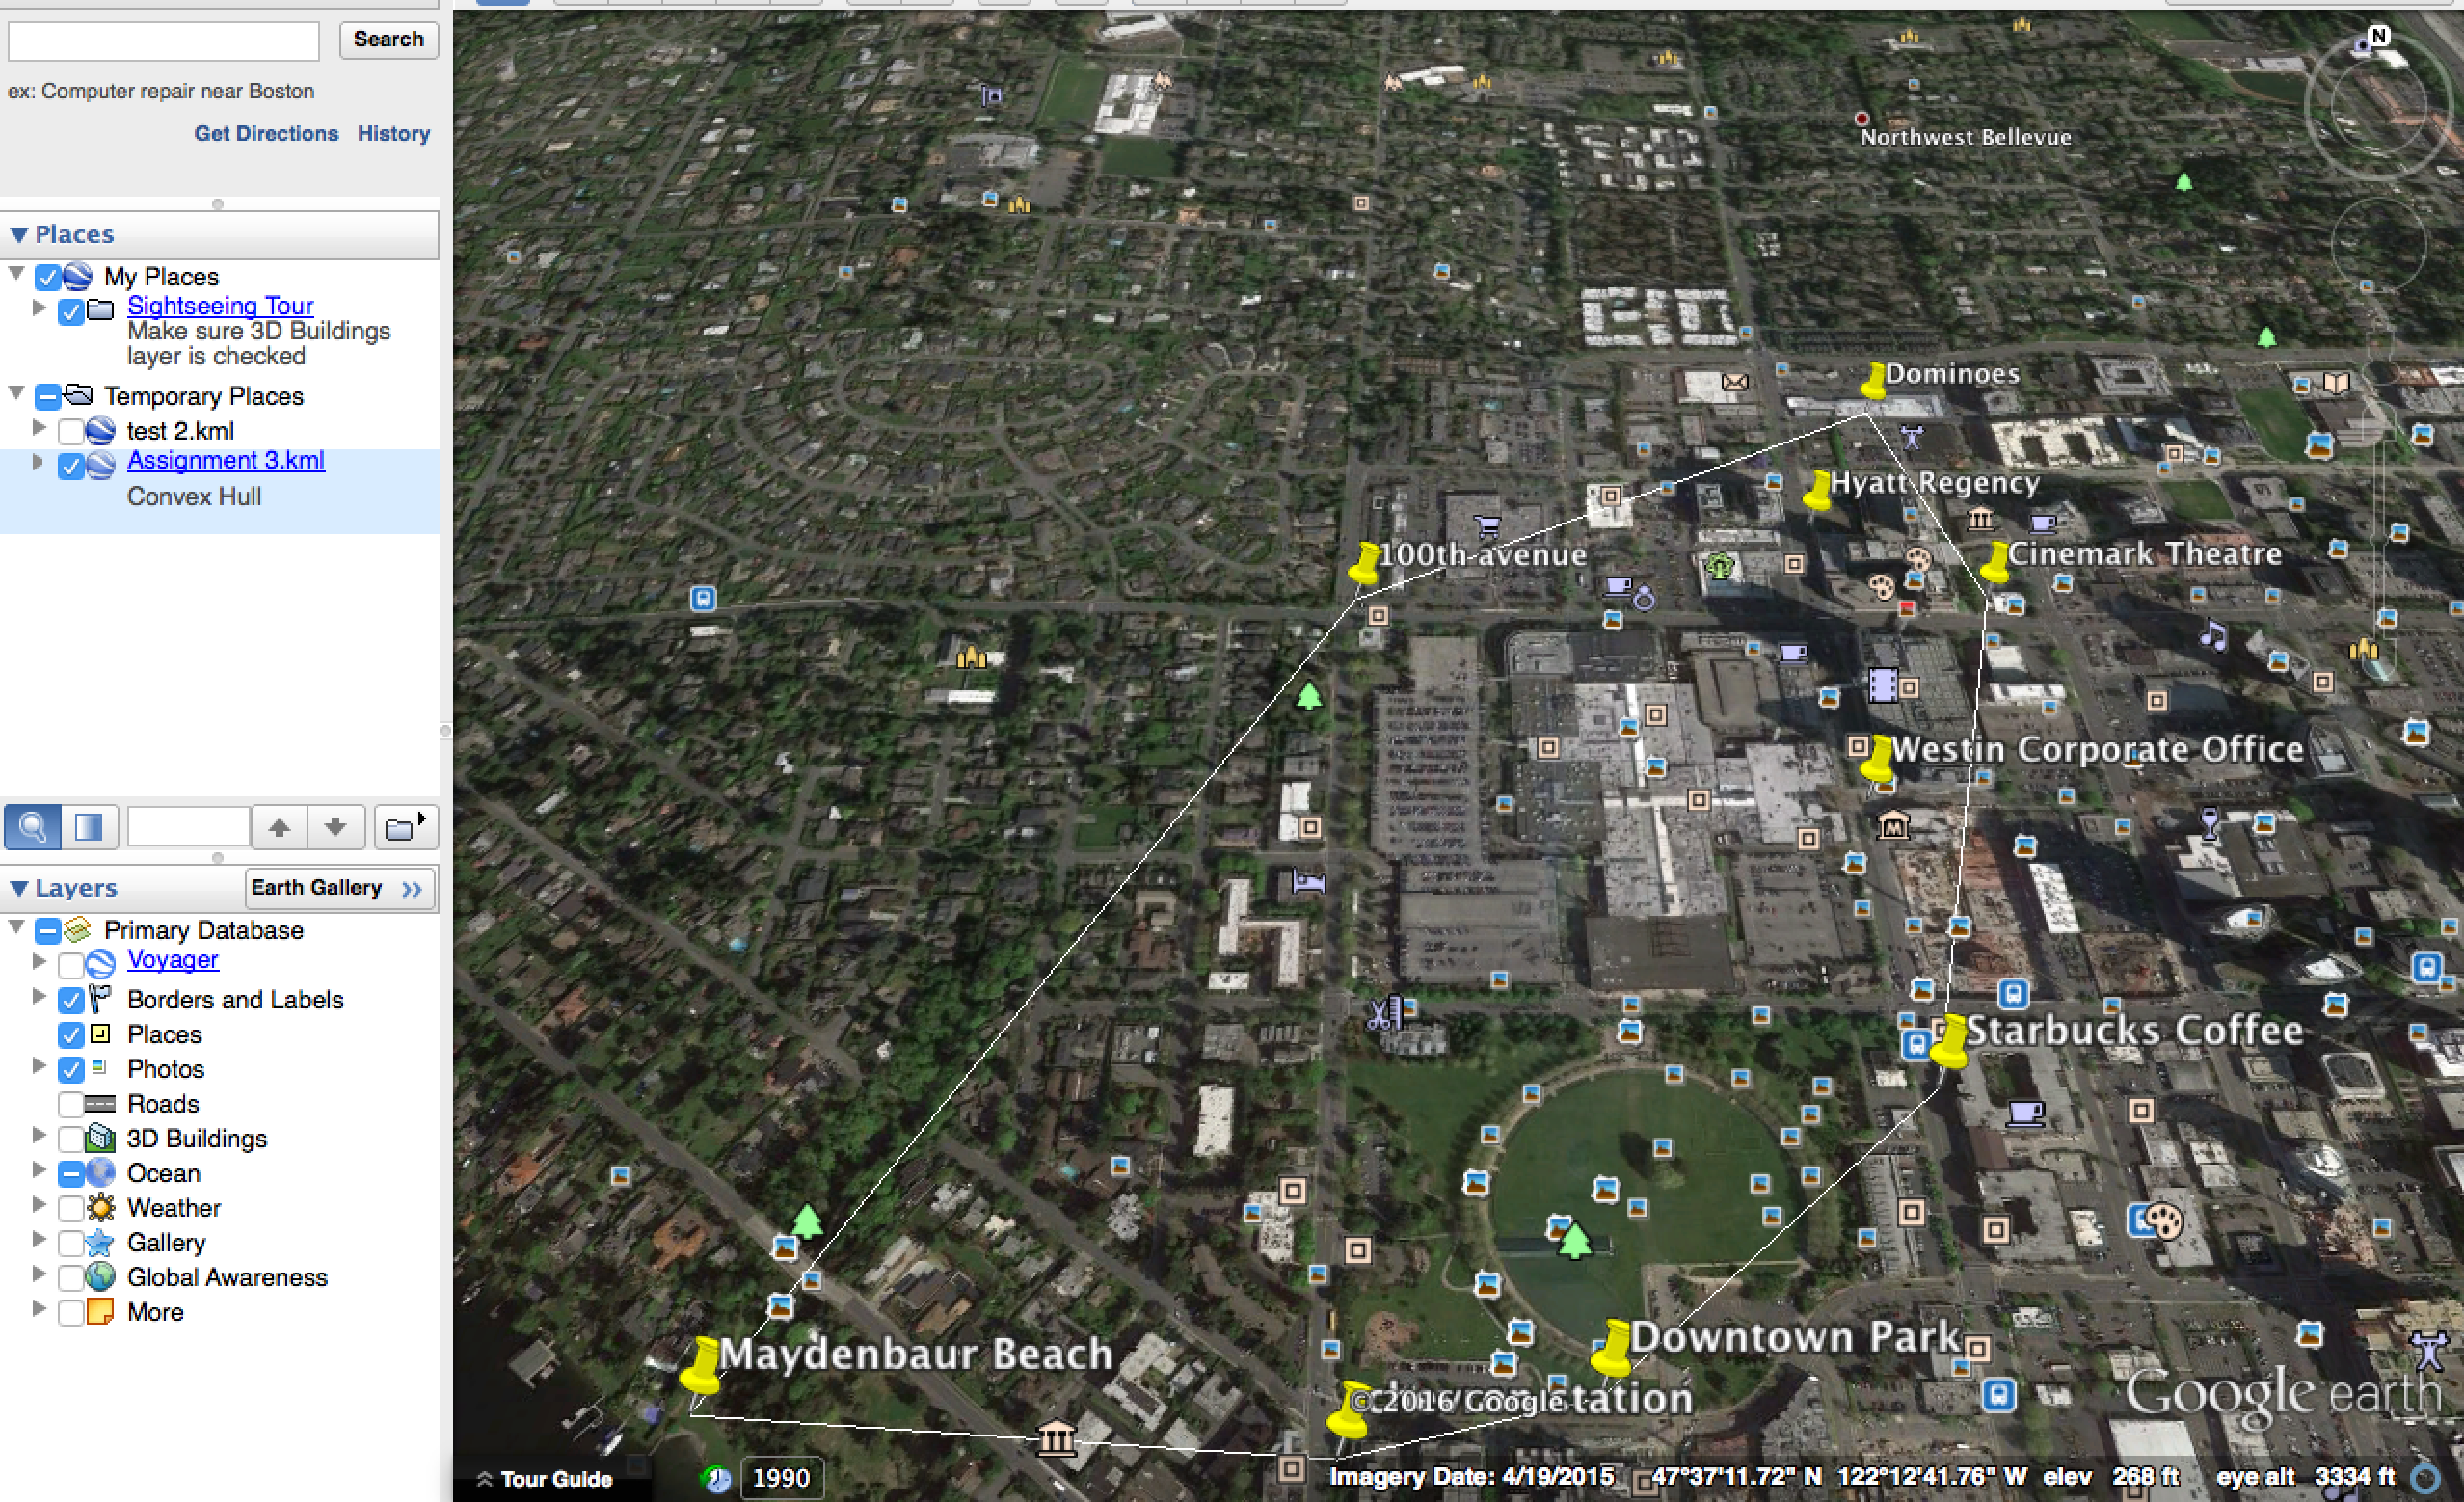 Search
ex: Computer repair near Boston
Get Directions History
Places
My Places
Sightseeing Tour
Make sure 3D Buildings
layer is checked
Temporary Places
test 2.kml
Assignment 3.kml
Convex Hull
Layers
Earth Gallery »
Primary Database
Voyager
Borders and Labels
Places
Photos
Roads
3D Buildings
Ocean
Weather
Gallery
Global Awareness
More
N
Northwest Bellevue
Dominoes
Hyatt Regency
100th avenue
Cinemark Theatre
Westin Corporate Office
Starbucks Coffee
Maydenbaur Beach
Downtown Park
station
© 2016 Google
Google earth
Tour Guide
1990
Imagery Date: 4/19/2015 47°37'11.72" N 122°12'41.76" W elev 268 ft eye alt 3334 ft